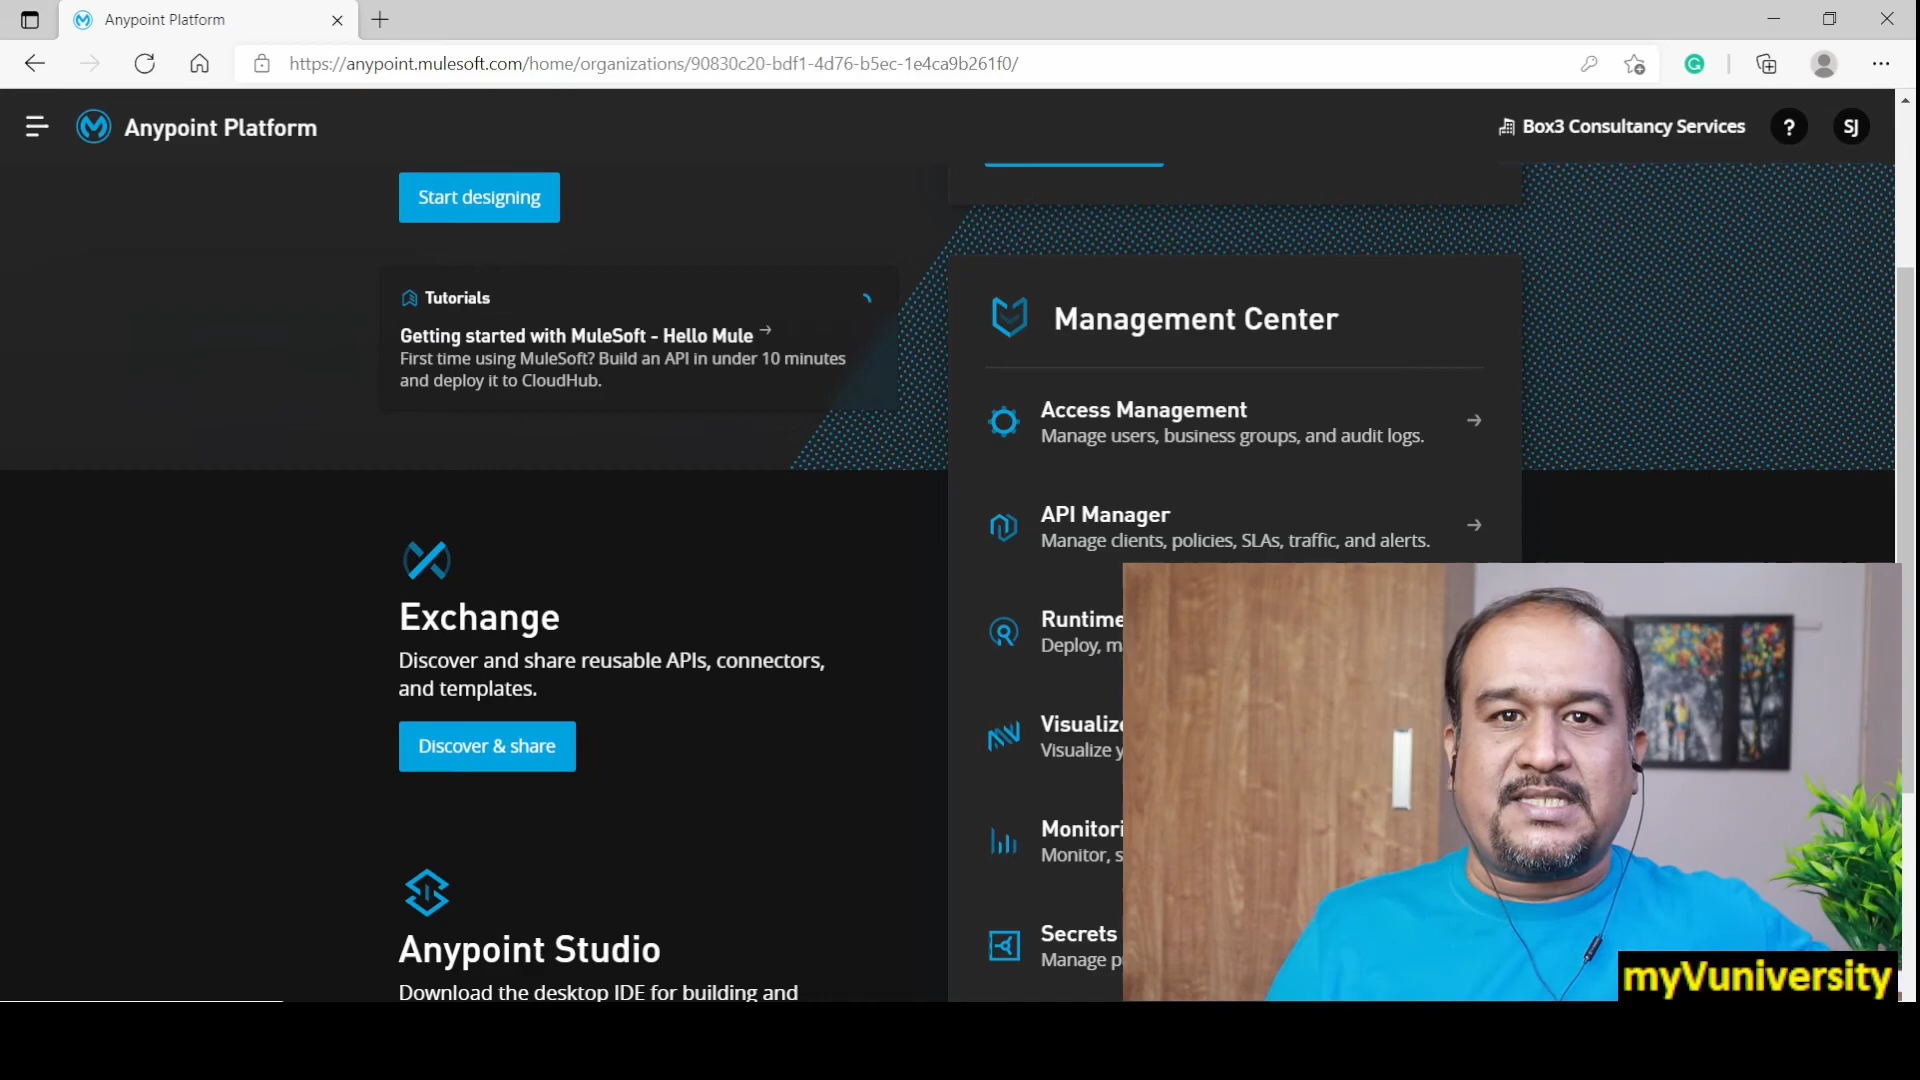 Anypoint Platform
https://anypoint.mulesoft.com/home/organizations/90830c20-bdf1-4d76-b5ec-1e4ca9b261f0/
Anypoint Platform
Box3 Consultancy Services
?
SJ
Start designing
Tutorials
Getting started with MuleSoft - Hello Mule →
First time using MuleSoft? Build an API in under 10 minutes
and deploy it to CloudHub.
Exchange
Discover and share reusable APIs, connectors,
and templates.
Discover & share
Anypoint Studio
Download the desktop IDE for building and
Management Center
Access Management
Manage users, business groups, and audit logs.
API Manager
Manage clients, policies, SLAs, traffic, and alerts.
Runtime
Deploy, m
Visualize
Visualize y
Monitori
Monitor, s
Secrets
Manage p
myVuniversity